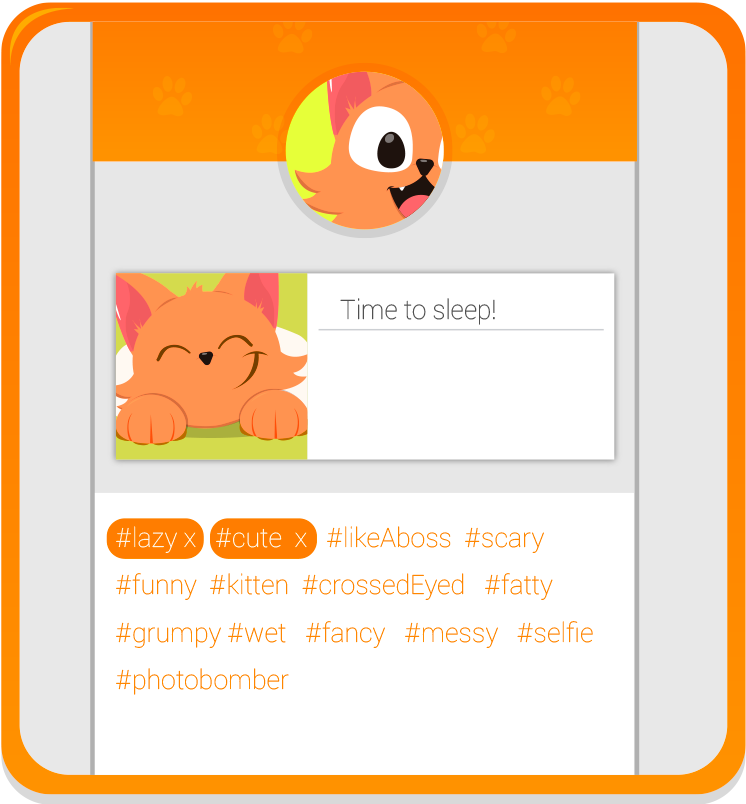 Time to sleep!
#lazy x #cute x #likeAboss #scary
#funny #kitten #crossedEyed #fatty
#grumpy #wet #fancy #messy #selfie
#photobomber